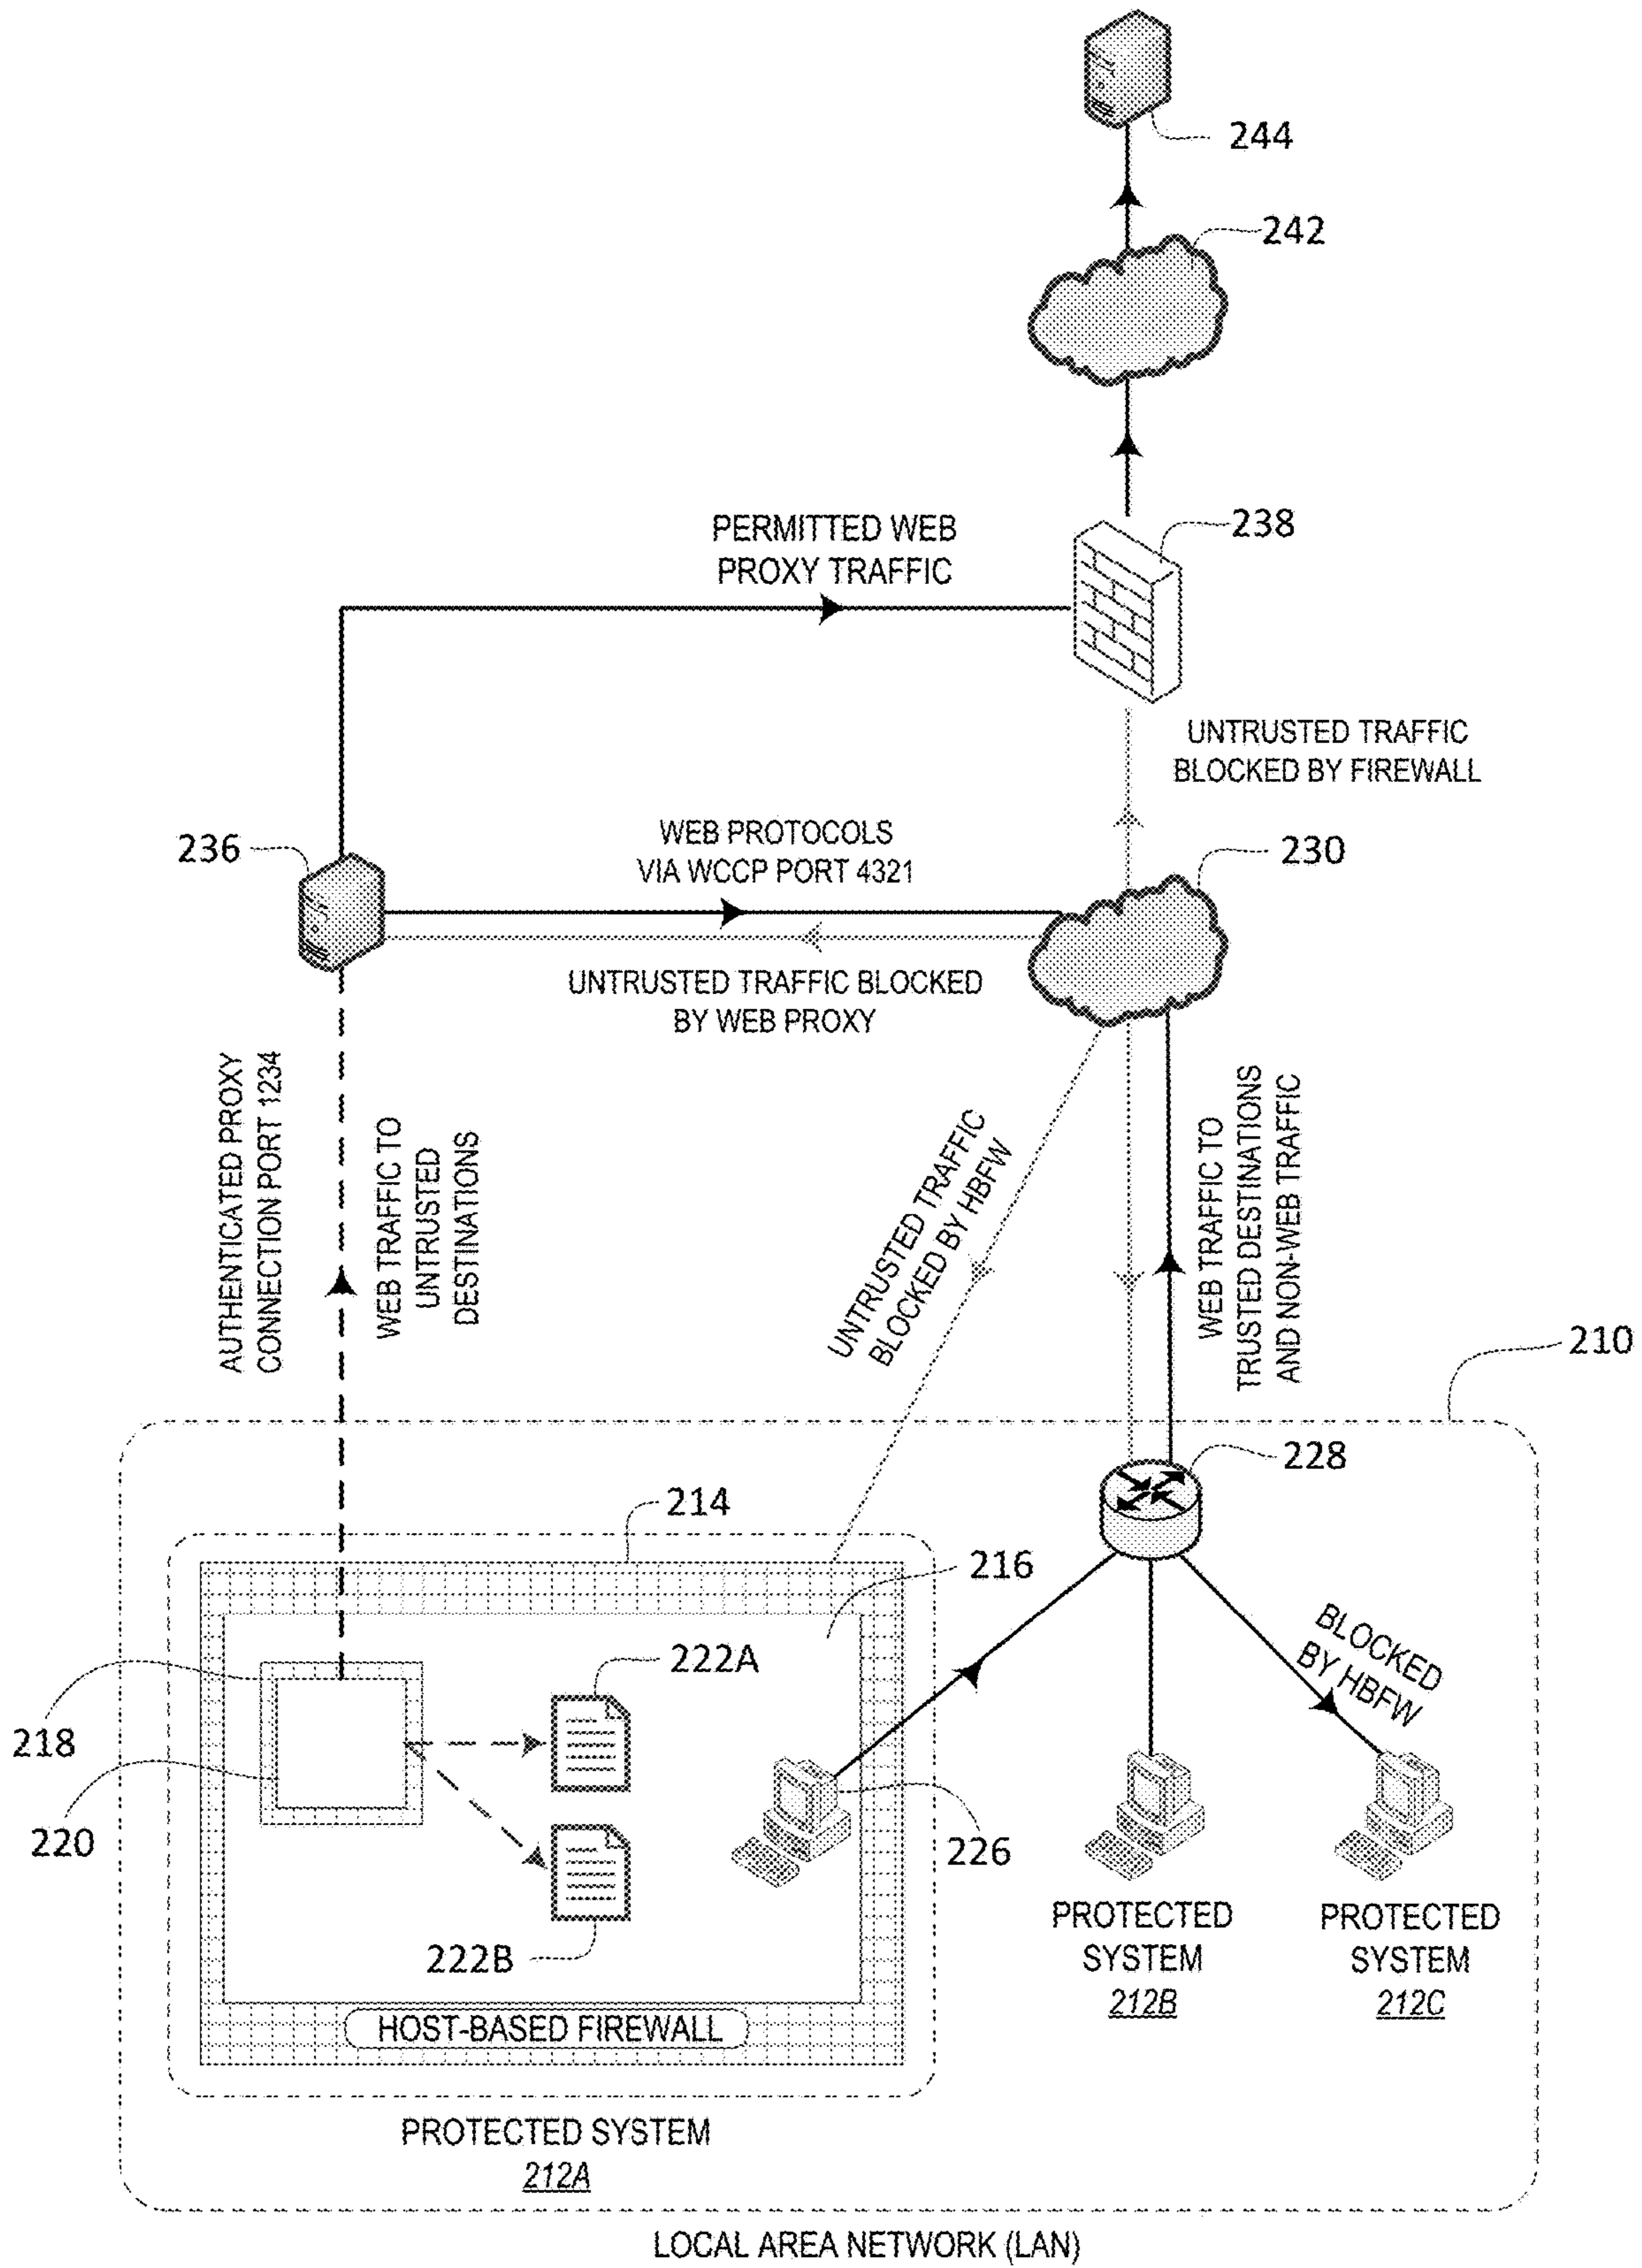 244
242
PERMITTED WEB
PROXY TRAFFIC
238
UNTRUSTED TRAFFIC
BLOCKED BY FIREWALL
236
WEB PROTOCOLS
VIA WCCP PORT 4321
230
UNTRUSTED TRAFFIC BLOCKED
BY WEB PROXY
AUTHENTICATED PROXY
CONNECTION PORT 1234
WEB TRAFFIC TO
UNTRUSTED
DESTINATIONS
UNTRUSTED TRAFFIC
BLOCKED BY HBFW
WEB TRAFFIC TO
TRUSTED DESTINATIONS
AND NON-WEB TRAFFIC
210
228
214
216
BLOCKED
BY HBFW
222A
218
220
226
222B
PROTECTED
SYSTEM
212B
PROTECTED
SYSTEM
212C
HOST-BASED FIREWALL
PROTECTED SYSTEM
212A
LOCAL AREA NETWORK (LAN)